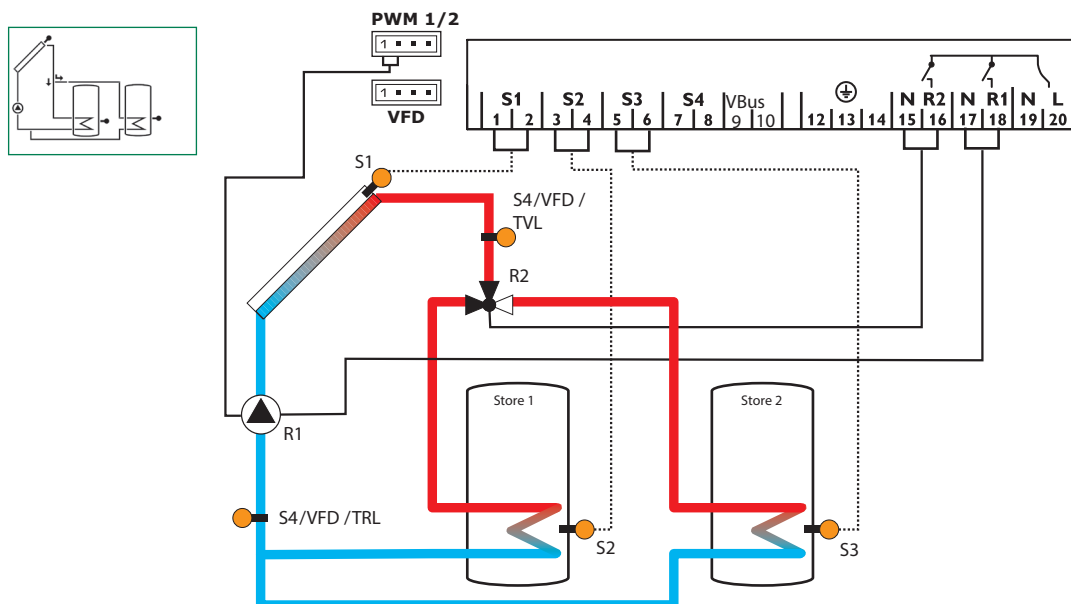 PWM 1/2
1
1
VFD
S1 S2 S3 S4 VBus N R2 N R1 N L
1 2 3 4 5 6 7 8 9 10 12 13 14 15 16 17 18 19 20
S1
S4/VFD /
TVL
R2
Store 1
Store 2
R1
S4/VFD /TRL
S2
S3